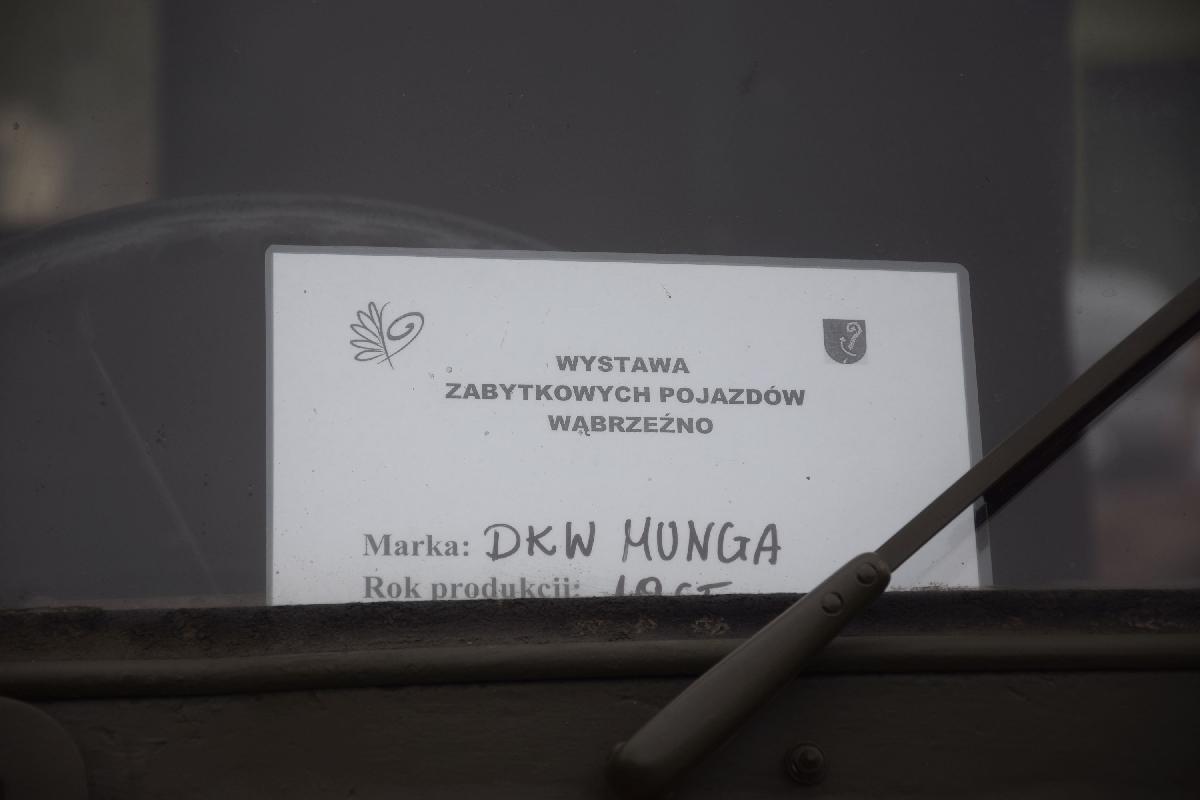 WYSTAWA
ZABYTKOWYCH POJAZDÓW
WĄBRZEŹNO
Marka: DKW MUNGA
Rok produkcji: